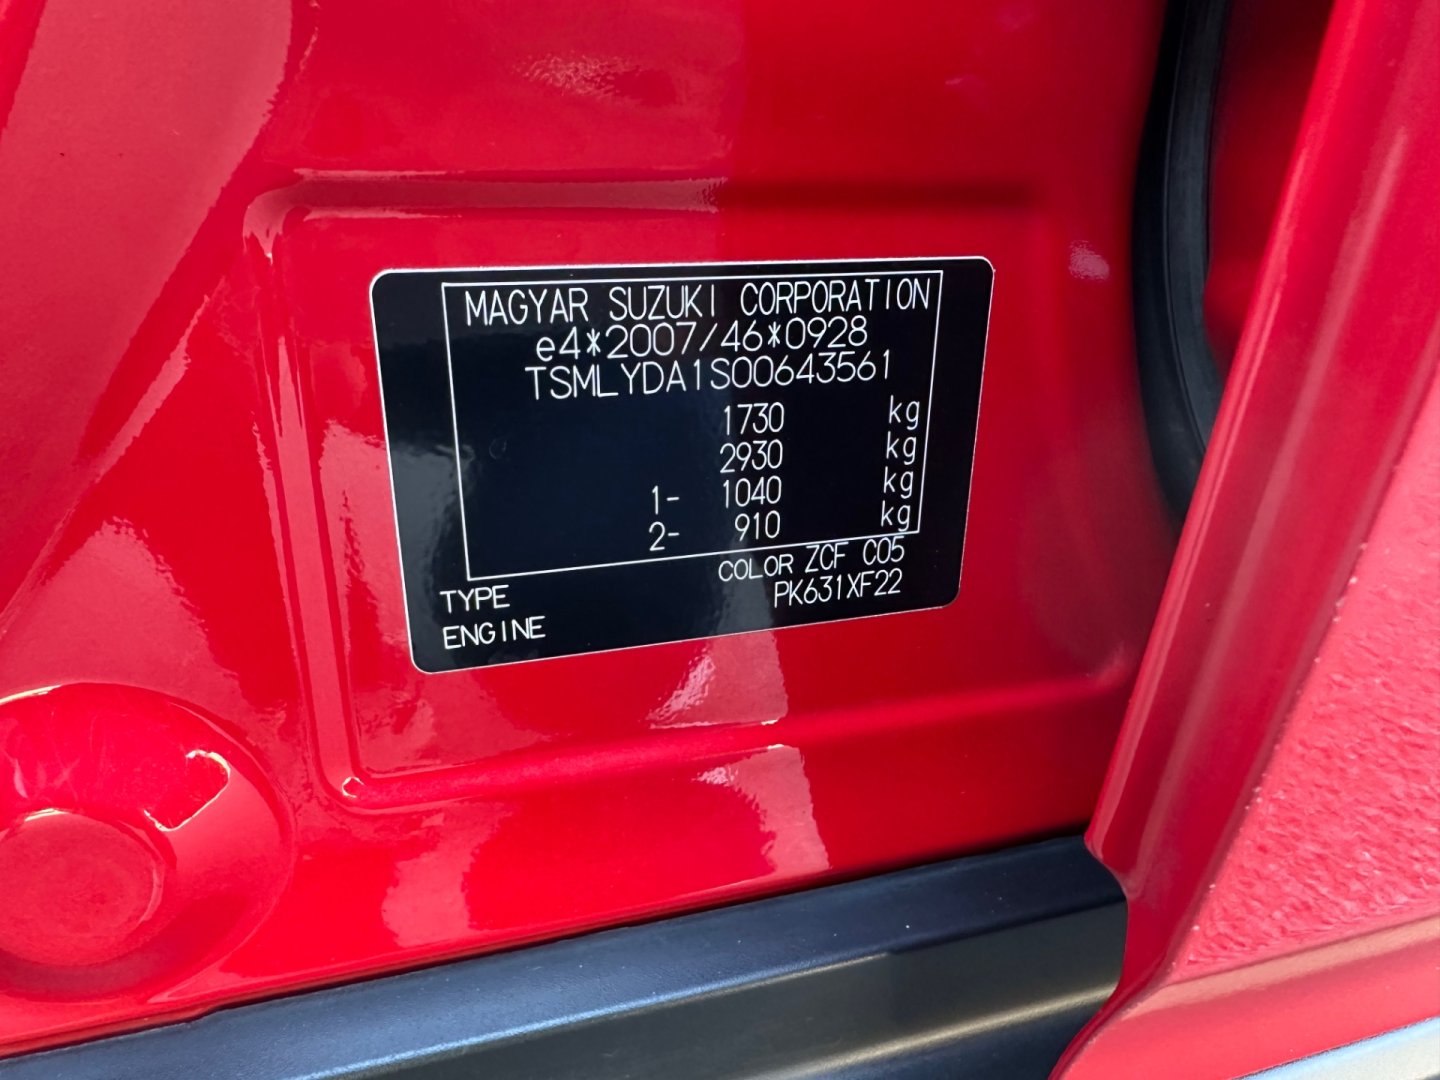 MAGYAR SUZUKI CORPORATION
e4*2007/46*0928
TSMLYDA1S00643561
1730 kg
2930 kg
1- 1040 kg
2- 910 kg
COLOR ZCF C05
TYPE PK631XF22
ENGINE